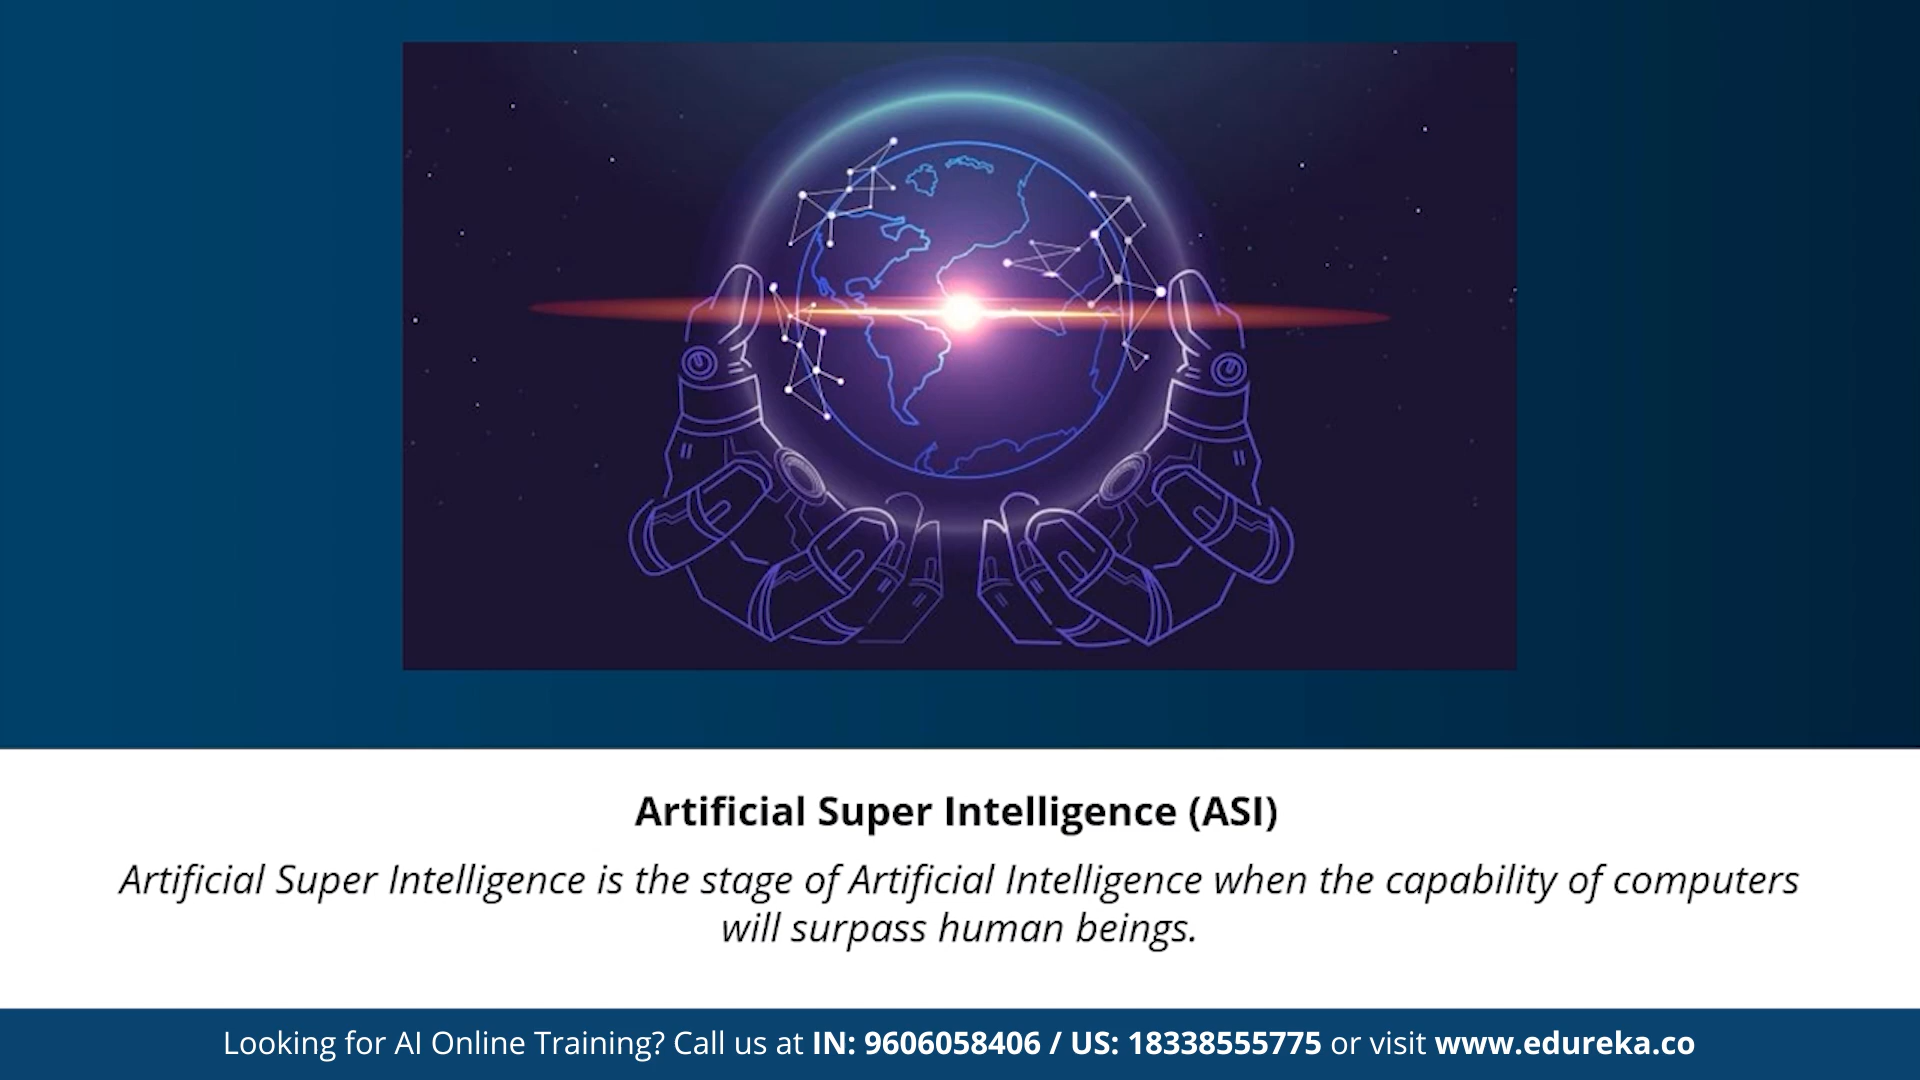 Artificial Super Intelligence (ASI)
Artificial Super Intelligence is the stage of Artificial Intelligence when the capability of computers
will surpass human beings.
Looking for AI Online Training? Call us at IN: 9606058406 / US: 18338555775 or visit www.edureka.co